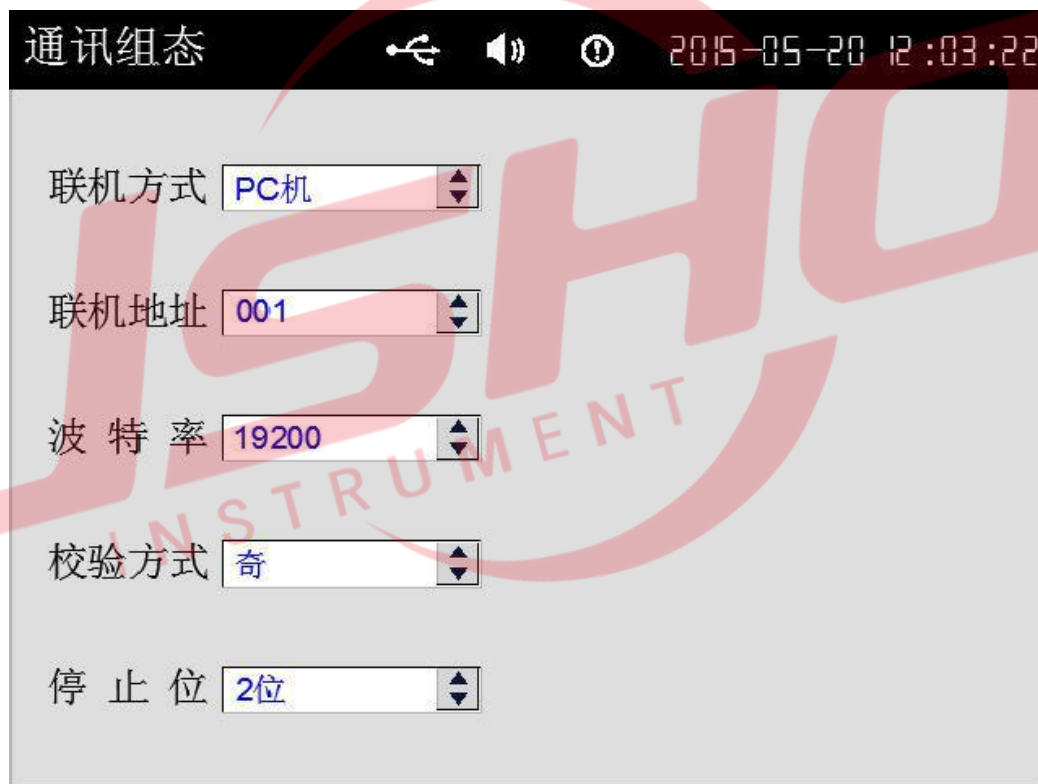 通讯组态 2015-05-20 12:03:22
联机方式 PC机
联机地址 001
波特率 19200
校验方式 奇
停止位 2位
INSTRUMENT